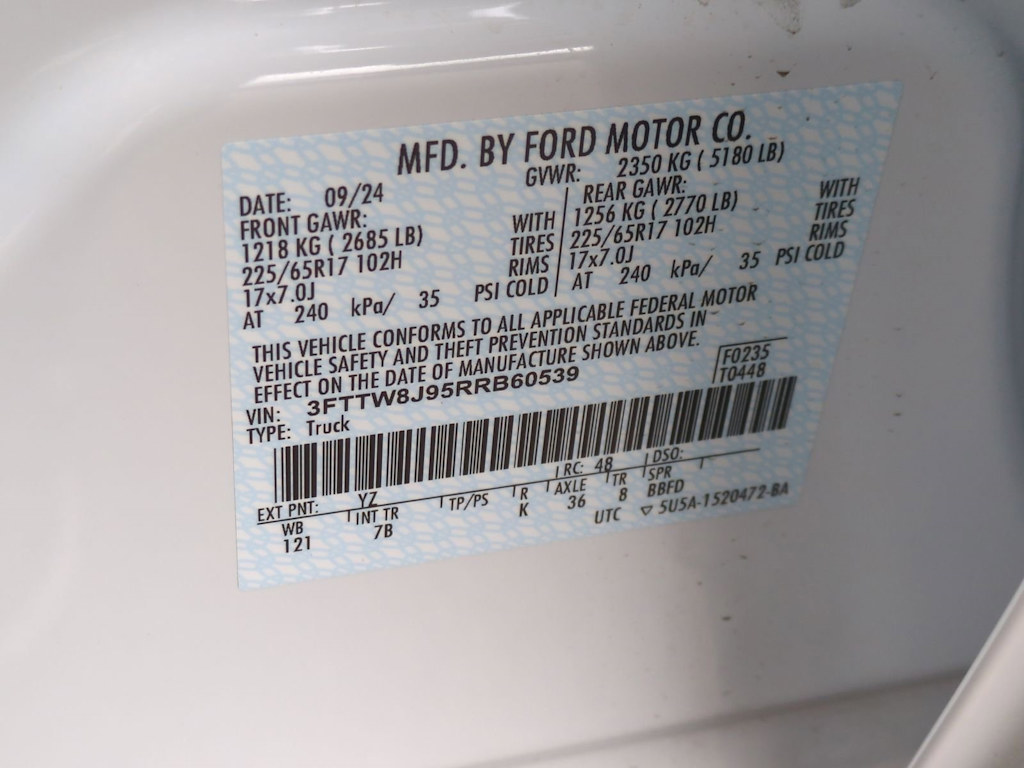 MFD. BY FORD MOTOR CO.
DATE: 09/24
GVWR: 2350 KG ( 5180 LB)
FRONT GAWR:
1218 KG ( 2685 LB) WITH
225/65R17 102H TIRES
17x7.0J RIMS
AT 240 kPa/ 35 PSI COLD
REAR GAWR:
1256 KG ( 2770 LB) WITH
225/65R17 102H TIRES
17x7.0J RIMS
AT 240 kPa/ 35 PSI COLD
THIS VEHICLE CONFORMS TO ALL APPLICABLE FEDERAL MOTOR
VEHICLE SAFETY AND THEFT PREVENTION STANDARDS IN
EFFECT ON THE DATE OF MANUFACTURE SHOWN ABOVE.
VIN: 3FTTW8J95RRB60539
F0235
TYPE: Truck
T0448
EXT PNT: YZ RC: 48 DSO:
WB INT TR TP/PS R AXLE TR SPR
121 7B K 36 8 BBFD
UTC ▽ 5U5A-1520472-BA